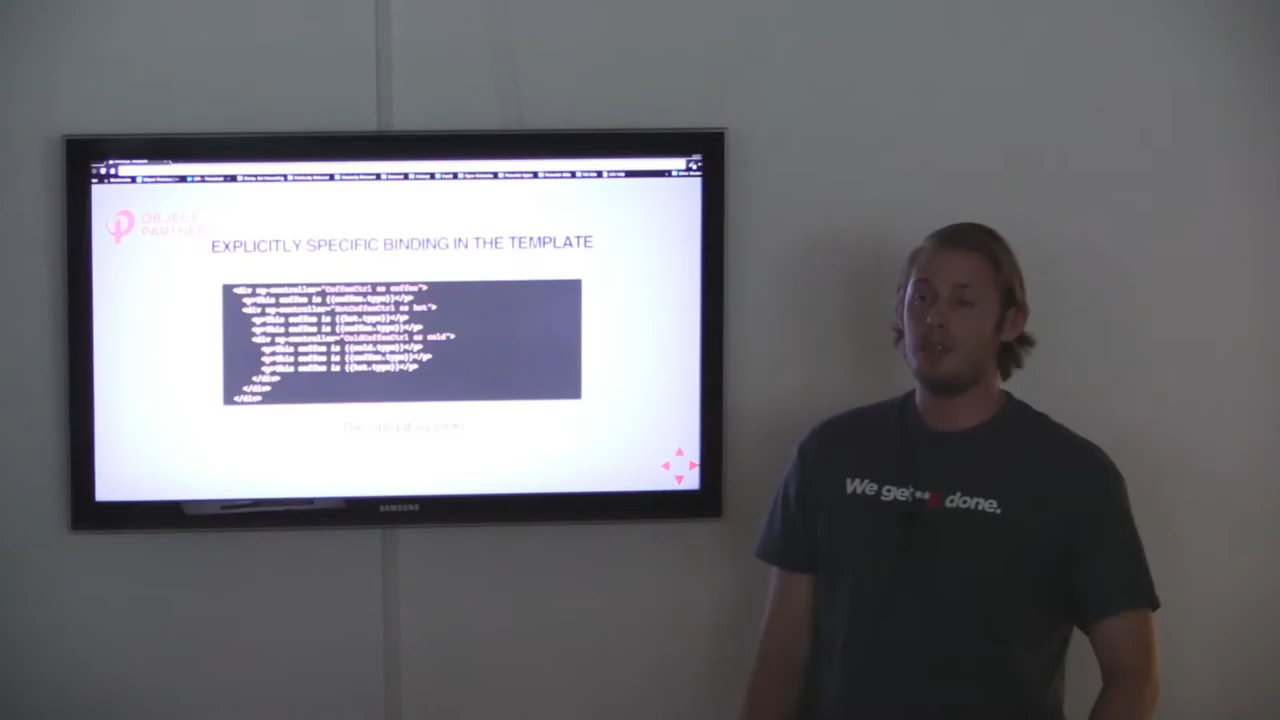 OBJECT
PARTNERS
EXPLICITLY SPECIFIC BINDING IN THE TEMPLATE
<div ng-controller="CoffeeCtrl as coffee">
<p>This coffee is {{coffee.type}}</p>
<div ng-controller="HotCoffeeCtrl as hot">
<p>This coffee is {{hot.type}}</p>
<p>This coffee is {{coffee.type}}</p>
<div ng-controller="ColdCoffeeCtrl as cold">
<p>This coffee is {{cold.type}}</p>
<p>This coffee is {{coffee.type}}</p>
<p>This coffee is {{hot.type}}</p>
</div>
</div>
</div>
SAMSUNG
We get *** done.